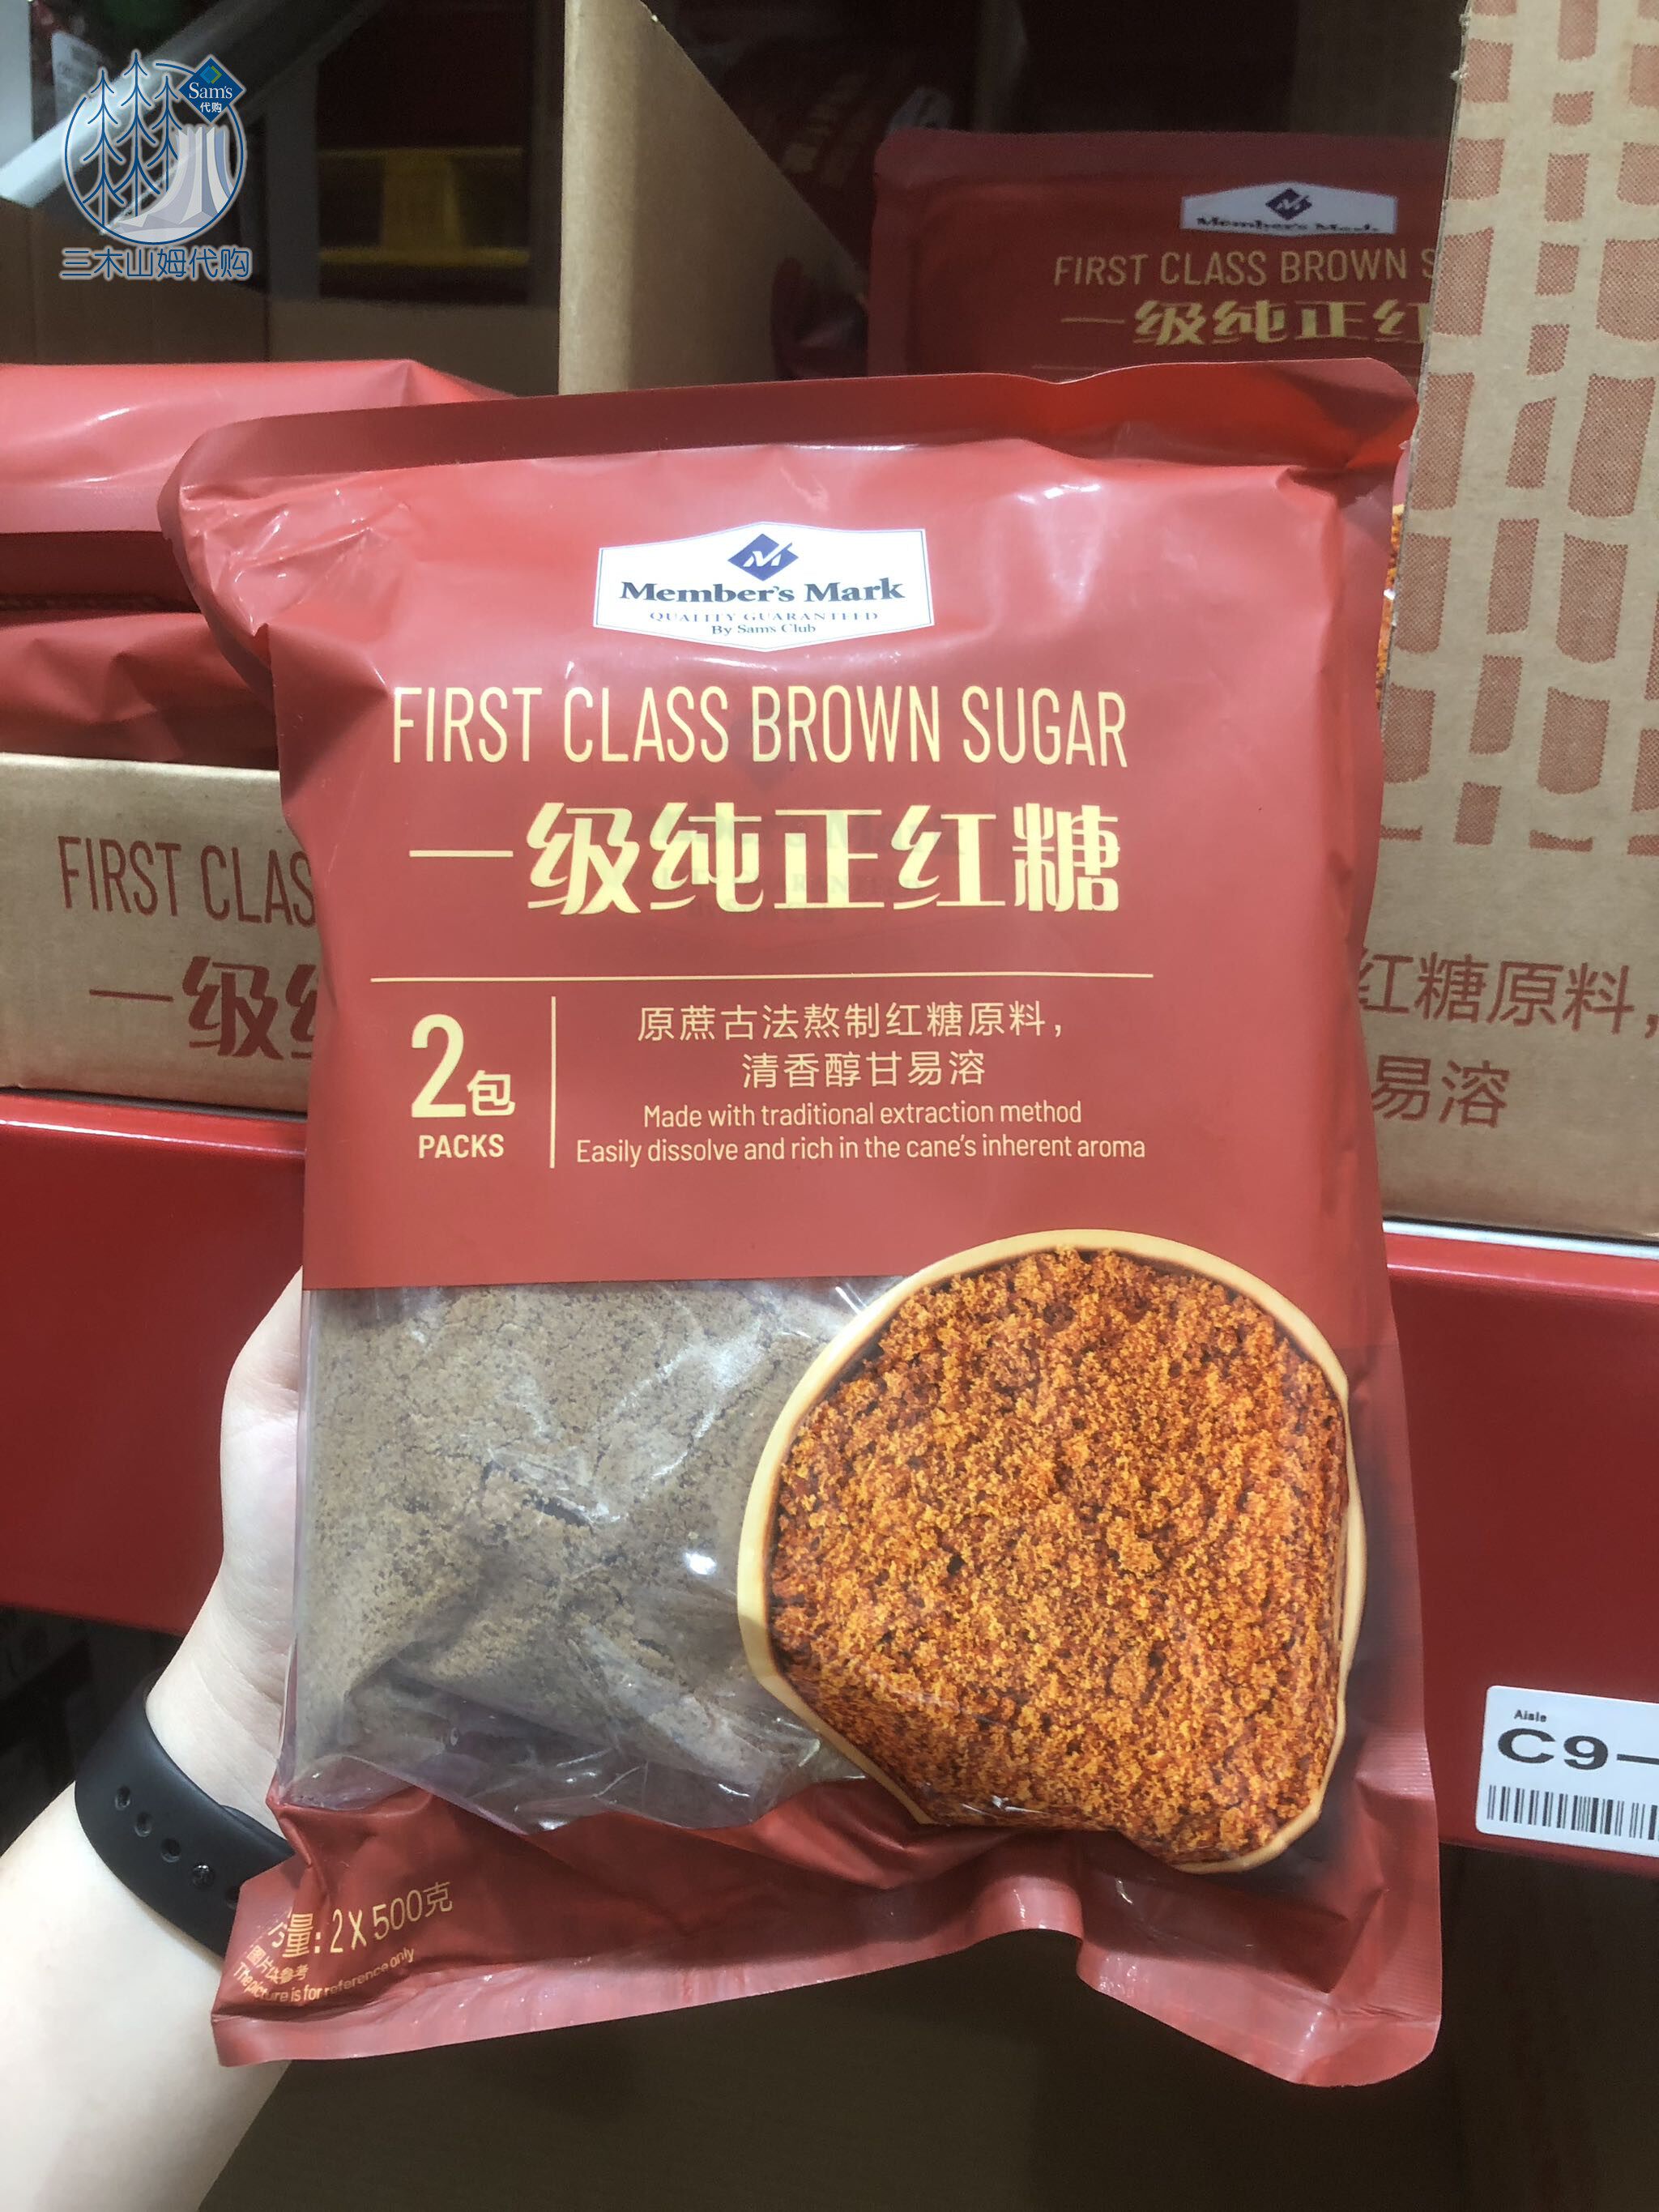 Sam's
代购
三木山姆代购
Member's Mark
FIRST CLASS BROWN S
一级纯正红
Member's Mark
QUALITY GUARANTEED
By Sam's Club
FIRST CLASS BROWN SUGAR
一级纯正红糖
2包
PACKS
原蔗古法熬制红糖原料，
清香醇甘易溶
Made with traditional extraction method
Easily dissolve and rich in the cane's inherent aroma
FIRST CLAS
一级
红糖原料，
易溶
Aisle
C9-
量: 2X500克
图片仅供参考
The picture is for reference only